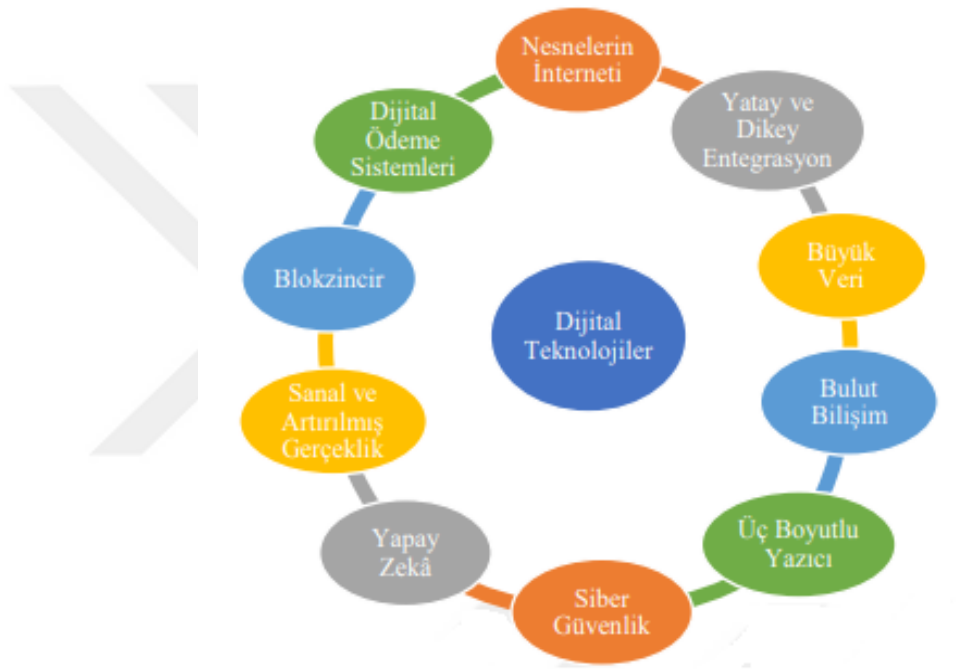 Nesnelerin
İnterneti
Yatay ve
Dikey
Entegrasyon
Büyük
Veri
Bulut
Bilişim
Üç Boyutlu
Yazıcı
Siber
Güvenlik
Yapay
Zekâ
Sanal ve
Artırılmış
Gerçeklik
Blokzincir
Dijital
Ödeme
Sistemleri
Dijital
Teknolojiler